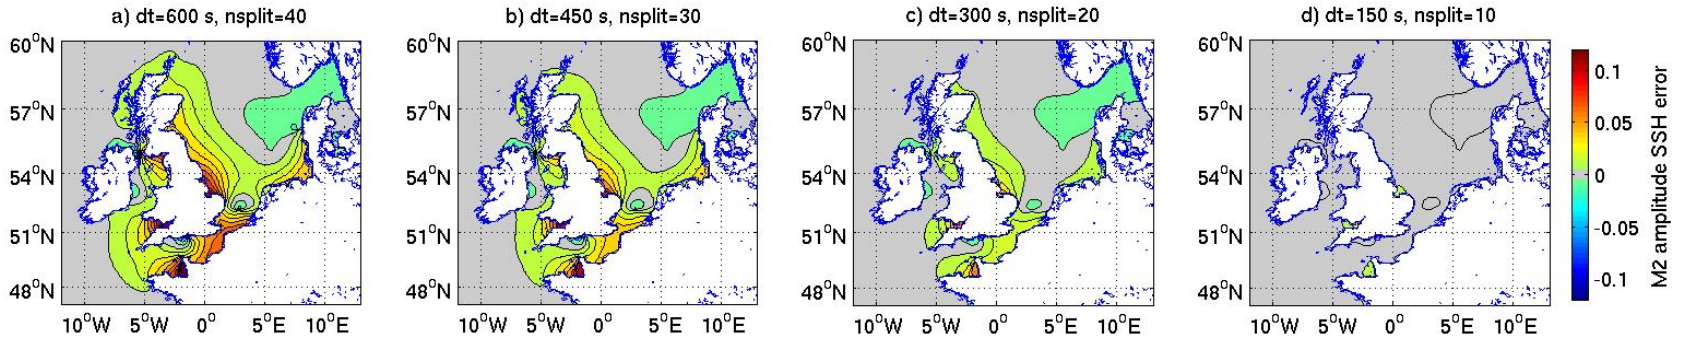 a) dt=600 s, nsplit=40
b) dt=450 s, nsplit=30
c) dt=300 s, nsplit=20
d) dt=150 s, nsplit=10
60°N
57°N
54°N
51°N
48°N
10°W 5°W 0° 5°E 10°E
60°N
57°N
54°N
51°N
48°N
10°W 5°W 0° 5°E 10°E
60°N
57°N
54°N
51°N
48°N
10°W 5°W 0° 5°E 10°E
60°N
57°N
54°N
51°N
48°N
10°W 5°W 0° 5°E 10°E
0.1
0.05
0
-0.05
-0.1
M2 amplitude SSH error